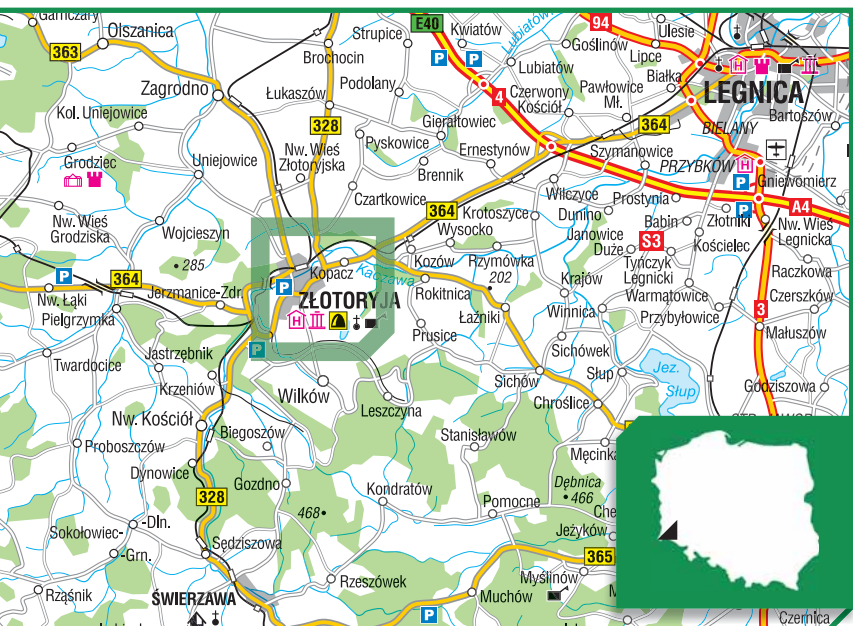 Garnczary
Olszanica
363
Zagrodno
Kol. Uniejowice
Grodziec
Uniejowice
Nw. Wieś
Grodziska
Wojcieszyn
• 285
364
Nw. Łąki
Pielgrzymka
Jerzmanice-Zdr.
Twardocice
Jastrzębnik
Krzeniów
Nw. Kościół
Proboszczów
Biegoszów
Dynowice
328
Gozdno
Sokołowiec-
-Dln.
-Grn.
Sędziszowa
Rząśnik
ŚWIERZAWA
Strupice
Brochocin
Podolany
Łukaszów
328
Nw. Wieś
Złotoryjska
Pyskowice
Czartkowice
Brennik
Gierałtowiec
Ernestynów
E40
P
P
Kwiatów
Lubiatów
Czerwony
Kościół
4
94
Goślinów
Ulesie
Lipce
Białka
Pawłowice
Mł.
H
LEGNICA
Bartoszów
BIELANY
364
Szymanowice
PRZYBKÓW
H
P
Gniewomierz
P
A4
Wilczyce
Prostynia
Dunino
Babin
Złotniki
Nw. Wieś
Legnicka
Janowice
Duże
S3
Kościelec
Tyńczyk
Legnicki
Raczkowa
Warmątowice
Czerszków
Przybyłowice
3
Małuszów
Godziszowa
364
Krotoszyce
Wysocko
Kozów
Rzymówka
202
Kopacz
Kaczawa
Rokitnica
P
ZŁOTORYJA
H
P
P
Łaźniki
Prusice
Krajów
Winnica
Sichówek
Sichów
Słup
Jez.
Słup
Chroślice
Wilków
Leszczyna
Stanisławów
Męcinka
Dębnica
• 466
Kondratów
468 •
Pomocne
Jeżyków
365
Rzeszówek
Muchów
Myślinów
P
Czernica